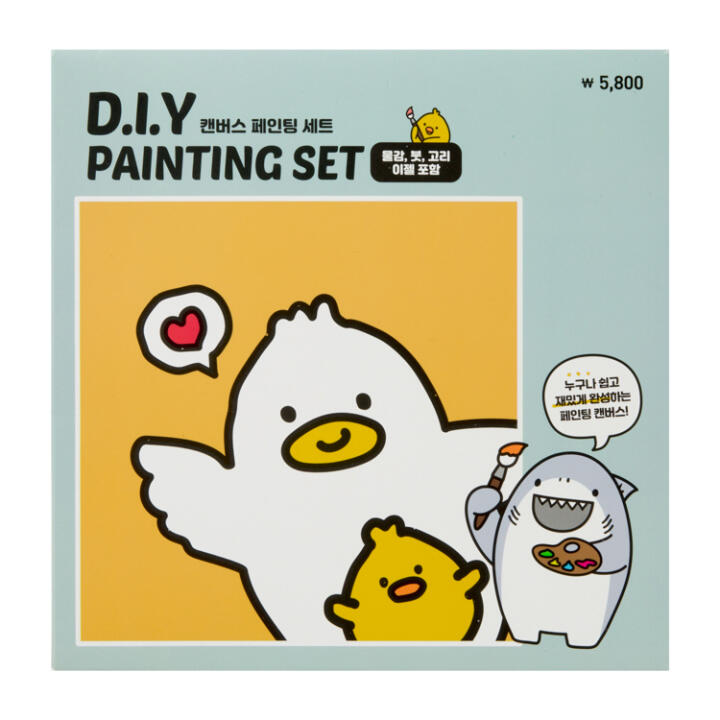 ₩ 5,800
D.I.Y 캔버스 페인팅 세트
PAINTING SET
물감, 붓, 고리
이젤 포함
누구나 쉽고
재밌게 완성하는
페인팅 캔버스!